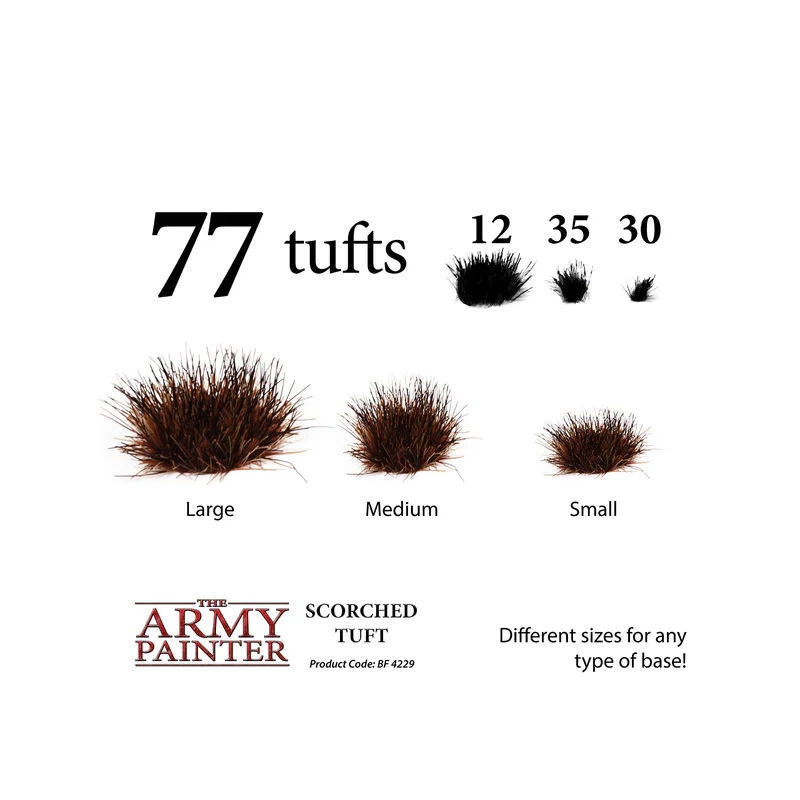 77 tufts 12 35 30
Large Medium Small
THE
ARMY
PAINTER
SCORCHED
TUFT
Product Code: BF 4229
Different sizes for any
type of base!